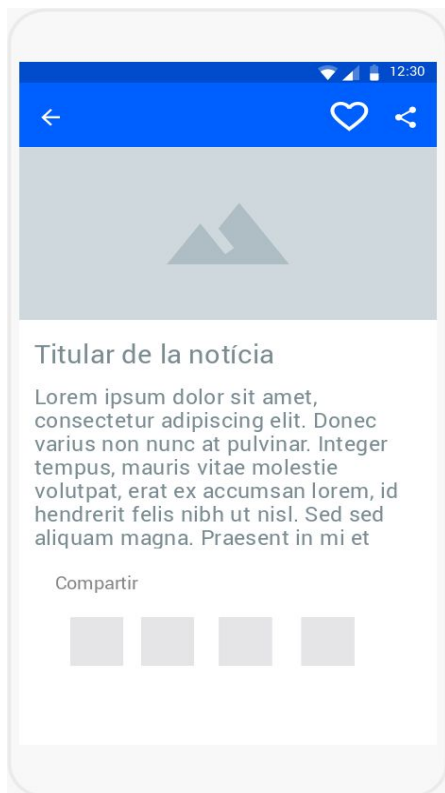 12:30
Titular de la notícia
Lorem ipsum dolor sit amet,
consectetur adipiscing elit. Donec
varius non nunc at pulvinar. Integer
tempus, mauris vitae molestie
volutpat, erat ex accumsan lorem, id
hendrerit felis nibh ut nisl. Sed sed
aliquam magna. Praesent in mi et
Compartir